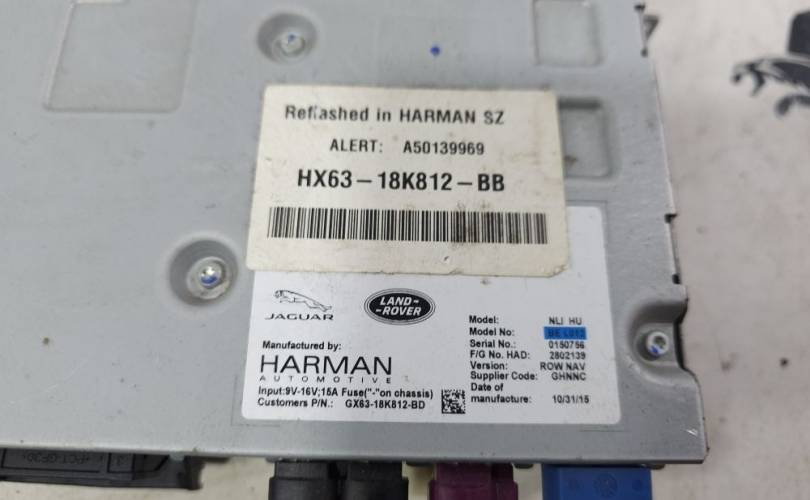 Reflashed in HARMAN SZ
ALERT: A50139969
HX63-18K812-BB
JAGUAR
LAND-
-ROVER
Manufactured by:
HARMAN
AUTOMOTIVE
Input:9V-16V;15A Fuse("-"on chassis)
Customers P/N.: GX63-18K812-BD
Model: NLI HU
Model No:
Serial No.: 0150756
F/G No. HAD: 2802139
Version: ROW NAV
Supplier Code: GHNNC
Date of
manufacture: 10/31/15